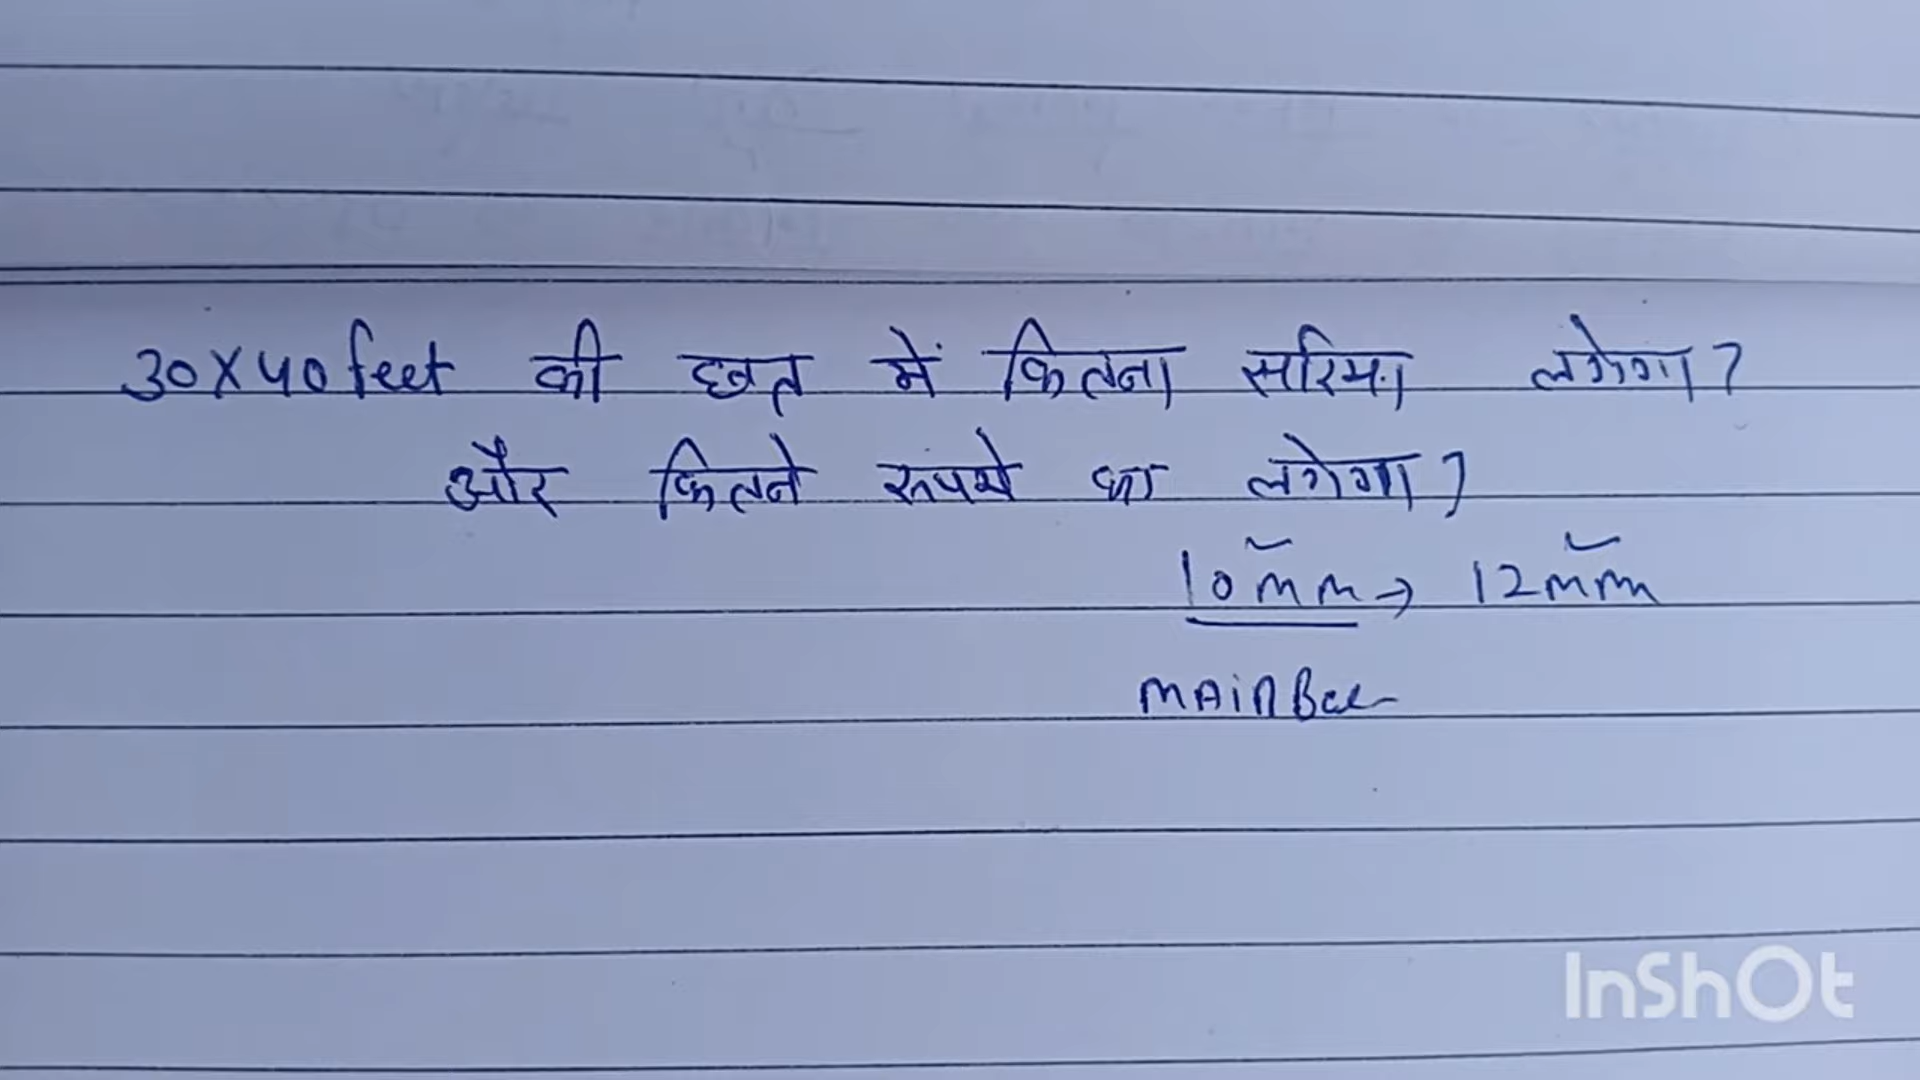 30x40 feet की छत में कितना सरिया लगेगा?
और कितने रूपये का लगेगा?
10mm → 12mm
MAIN Bar
InShOt